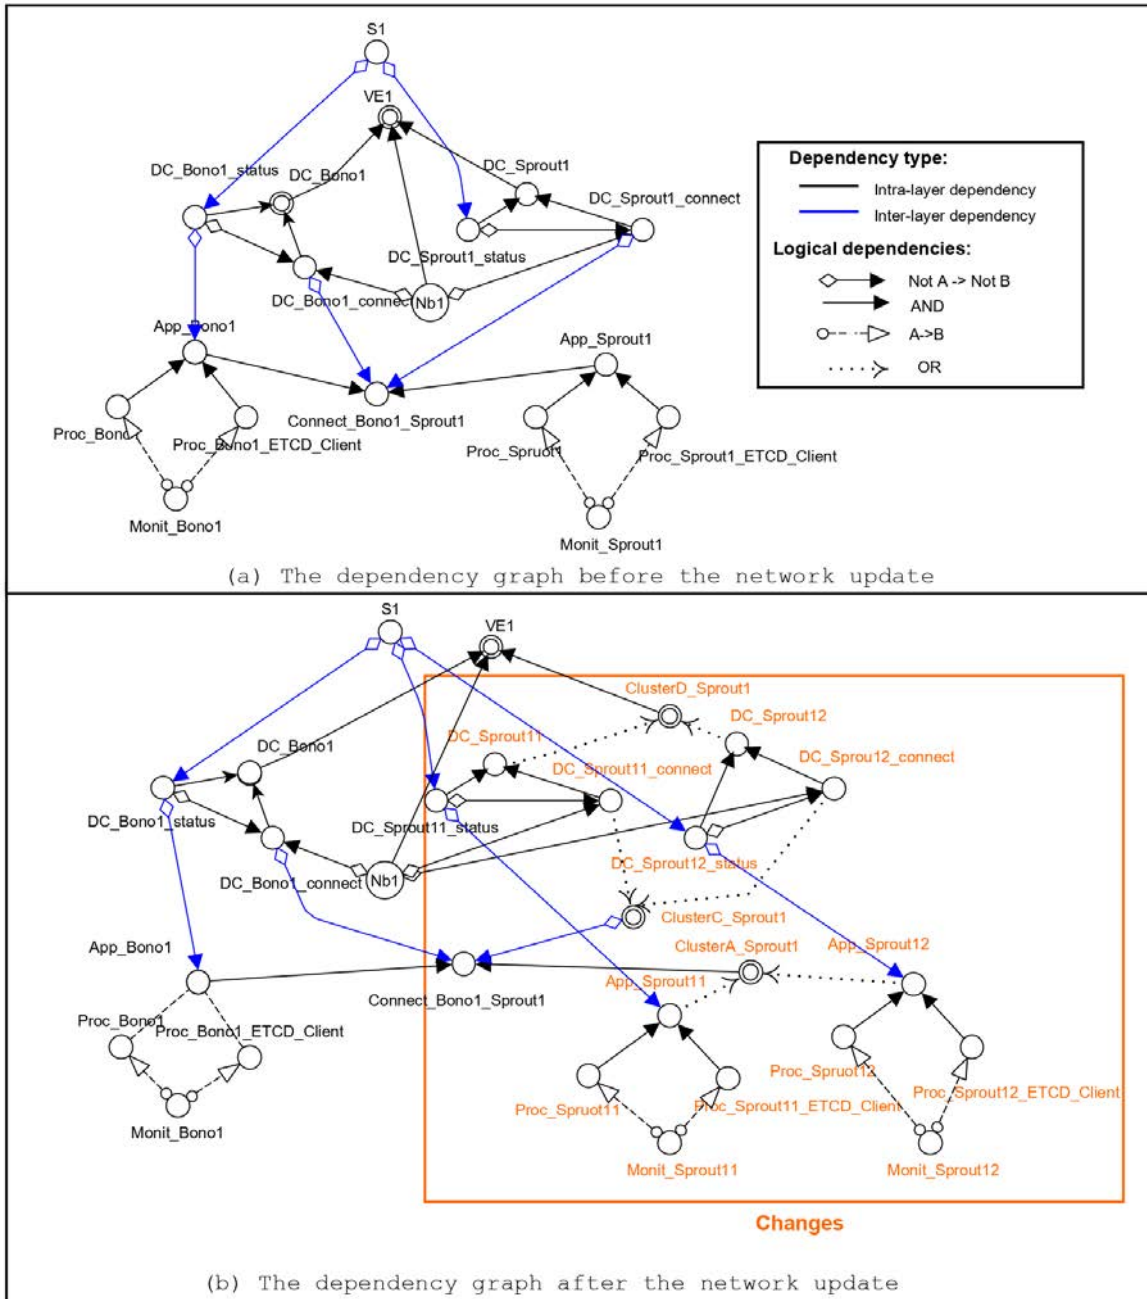 S1
VE1
DC_Bono1_status
DC_Bono1
DC_Sprout1
DC_Sprout1_connect
DC_Sprout1_status
DC_Bono1_connect
Nb1
App_Bono1
App_Sprout1
Connect_Bono1_Sprout1
Proc_Bono1
Proc_Bono1_ETCD_Client
Proc_Spruot1
Proc_Sprout1_ETCD_Client
Monit_Bono1
Monit_Sprout1
Dependency type:
Intra-layer dependency
Inter-layer dependency
Logical dependencies:
Not A -> Not B
AND
A->B
OR
(a) The dependency graph before the network update
S1
VE1
ClusterD_Sprout1
DC_Sprout12
DC_Sprout11
DC_Bono1
DC_Sprou12_connect
DC_Sprout11_connect
DC_Bono1_status
DC_Sprout11_status
DC_Sprout12_status
DC_Bono1_connect
Nb1
ClusterC_Sprout1
App_Bono1
ClusterA_Sprout1
App_Sprout12
App_Sprout11
Connect_Bono1_Sprout1
Proc_Bono1
Proc_Bono1_ETCD_Client
Proc_Spruot12
Proc_Sprout12_ETCD_Client
Proc_Spruot11
Proc_Sprout11_ETCD_Client
Monit_Bono1
Monit_Sprout11
Monit_Sprout12
Changes
(b) The dependency graph after the network update